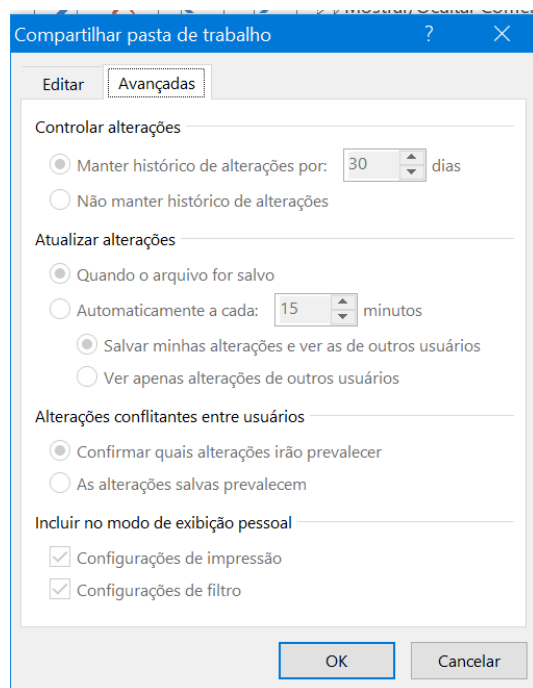 Mostrar/Ocultar Comer
Compartilhar pasta de trabalho ?
Editar Avançadas
Controlar alterações
Manter histórico de alterações por: 30 dias
Não manter histórico de alterações
Atualizar alterações
Quando o arquivo for salvo
Automaticamente a cada: 15 minutos
Salvar minhas alterações e ver as de outros usuários
Ver apenas alterações de outros usuários
Alterações conflitantes entre usuários
Confirmar quais alterações irão prevalecer
As alterações salvas prevalecem
Incluir no modo de exibição pessoal
Configurações de impressão
Configurações de filtro
OK Cancelar